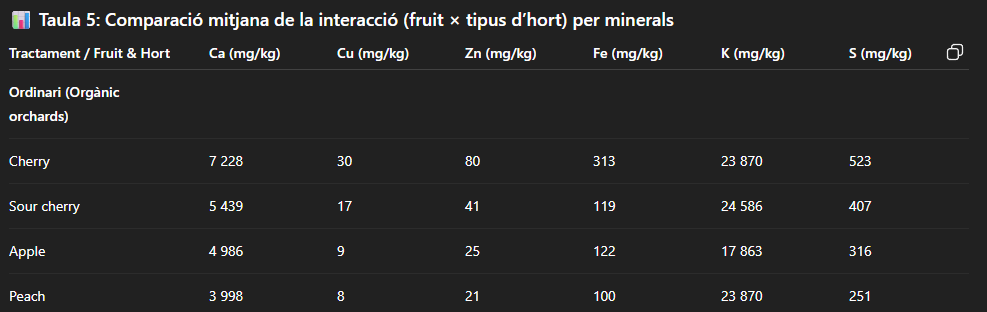 📊 Taula 5: Comparació mitjana de la interacció (fruit × tipus d’hort) per minerals
Tractament / Fruit & Hort Ca (mg/kg) Cu (mg/kg) Zn (mg/kg) Fe (mg/kg) K (mg/kg) S (mg/kg)
Ordinari (Orgànic
orchards)
Cherry 7 228 30 80 313 23 870 523
Sour cherry 5 439 17 41 119 24 586 407
Apple 4 986 9 25 122 17 863 316
Peach 3 998 8 21 100 23 870 251